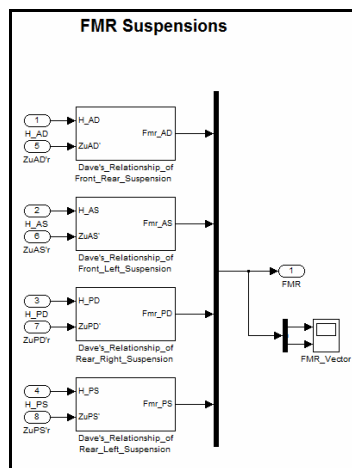 FMR Suspensions
1
H_AD
5
ZuAD'r
H_AD
ZuAD'
Fmr_AD
Dave's_Relationship_of
Front_Rear_Suspension
2
H_AS
6
ZuAS'r
H_AS
ZuAS'
Fmr_AS
Dave's_Relationship_of
Front_Left_Suspension
3
H_PD
7
ZuPD'r
H_PD
ZuPD'
Fmr_PD
Dave's_Relationship_of
Rear_Right_Suspension
4
H_PS
8
ZuPS'r
H_PS
ZuPS'
Fmr_PS
Dave's_Relationship_of
Rear_Left_Suspension
1
FMR
FMR_Vector